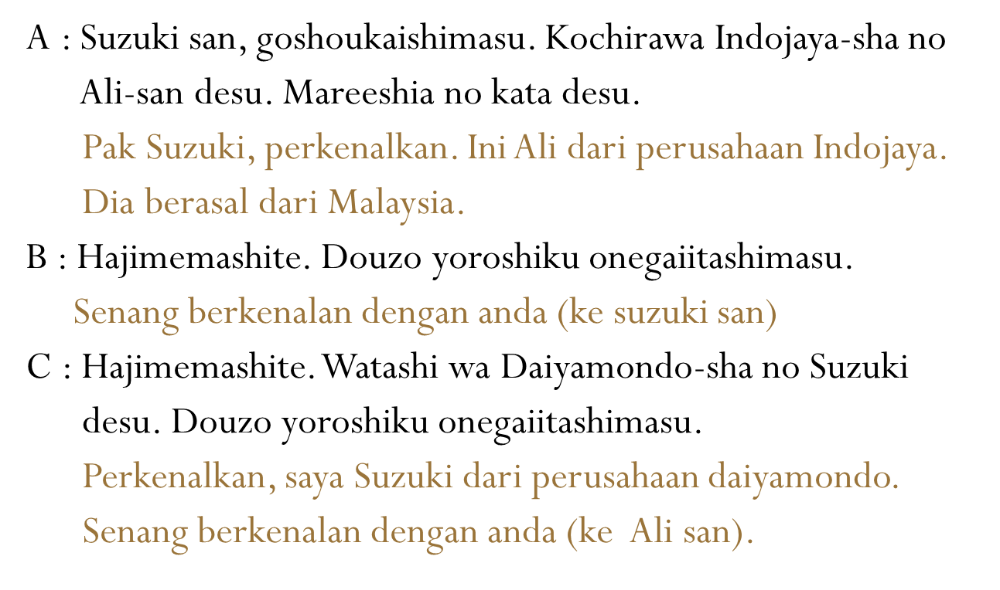 A : Suzuki san, goshoukaishimasu. Kochirawa Indojaya-sha no
Ali-san desu. Mareeshia no kata desu.
Pak Suzuki, perkenalkan. Ini Ali dari perusahaan Indojaya.
Dia berasal dari Malaysia.
B : Hajimemashite. Douzo yoroshiku onegaiitashimasu.
Senang berkenalan dengan anda (ke suzuki san)
C : Hajimemashite. Watashi wa Daiyamondo-sha no Suzuki
desu. Douzo yoroshiku onegaiitashimasu.
Perkenalkan, saya Suzuki dari perusahaan daiyamondo.
Senang berkenalan dengan anda (ke Ali san).